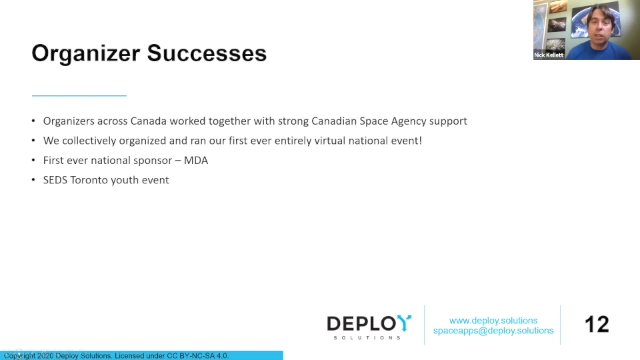 Organizer Successes
Nick Kellett
• Organizers across Canada worked together with strong Canadian Space Agency support
• We collectively organized and ran our first ever entirely virtual national event!
• First ever national sponsor – MDA
• SEDS Toronto youth event
DEPLOY
SOLUTIONS
www.deploy.solutions
spaceapps@deploy.solutions
12
Copyright 2020 Deploy Solutions. Licensed under CC BY-NC-SA 4.0.